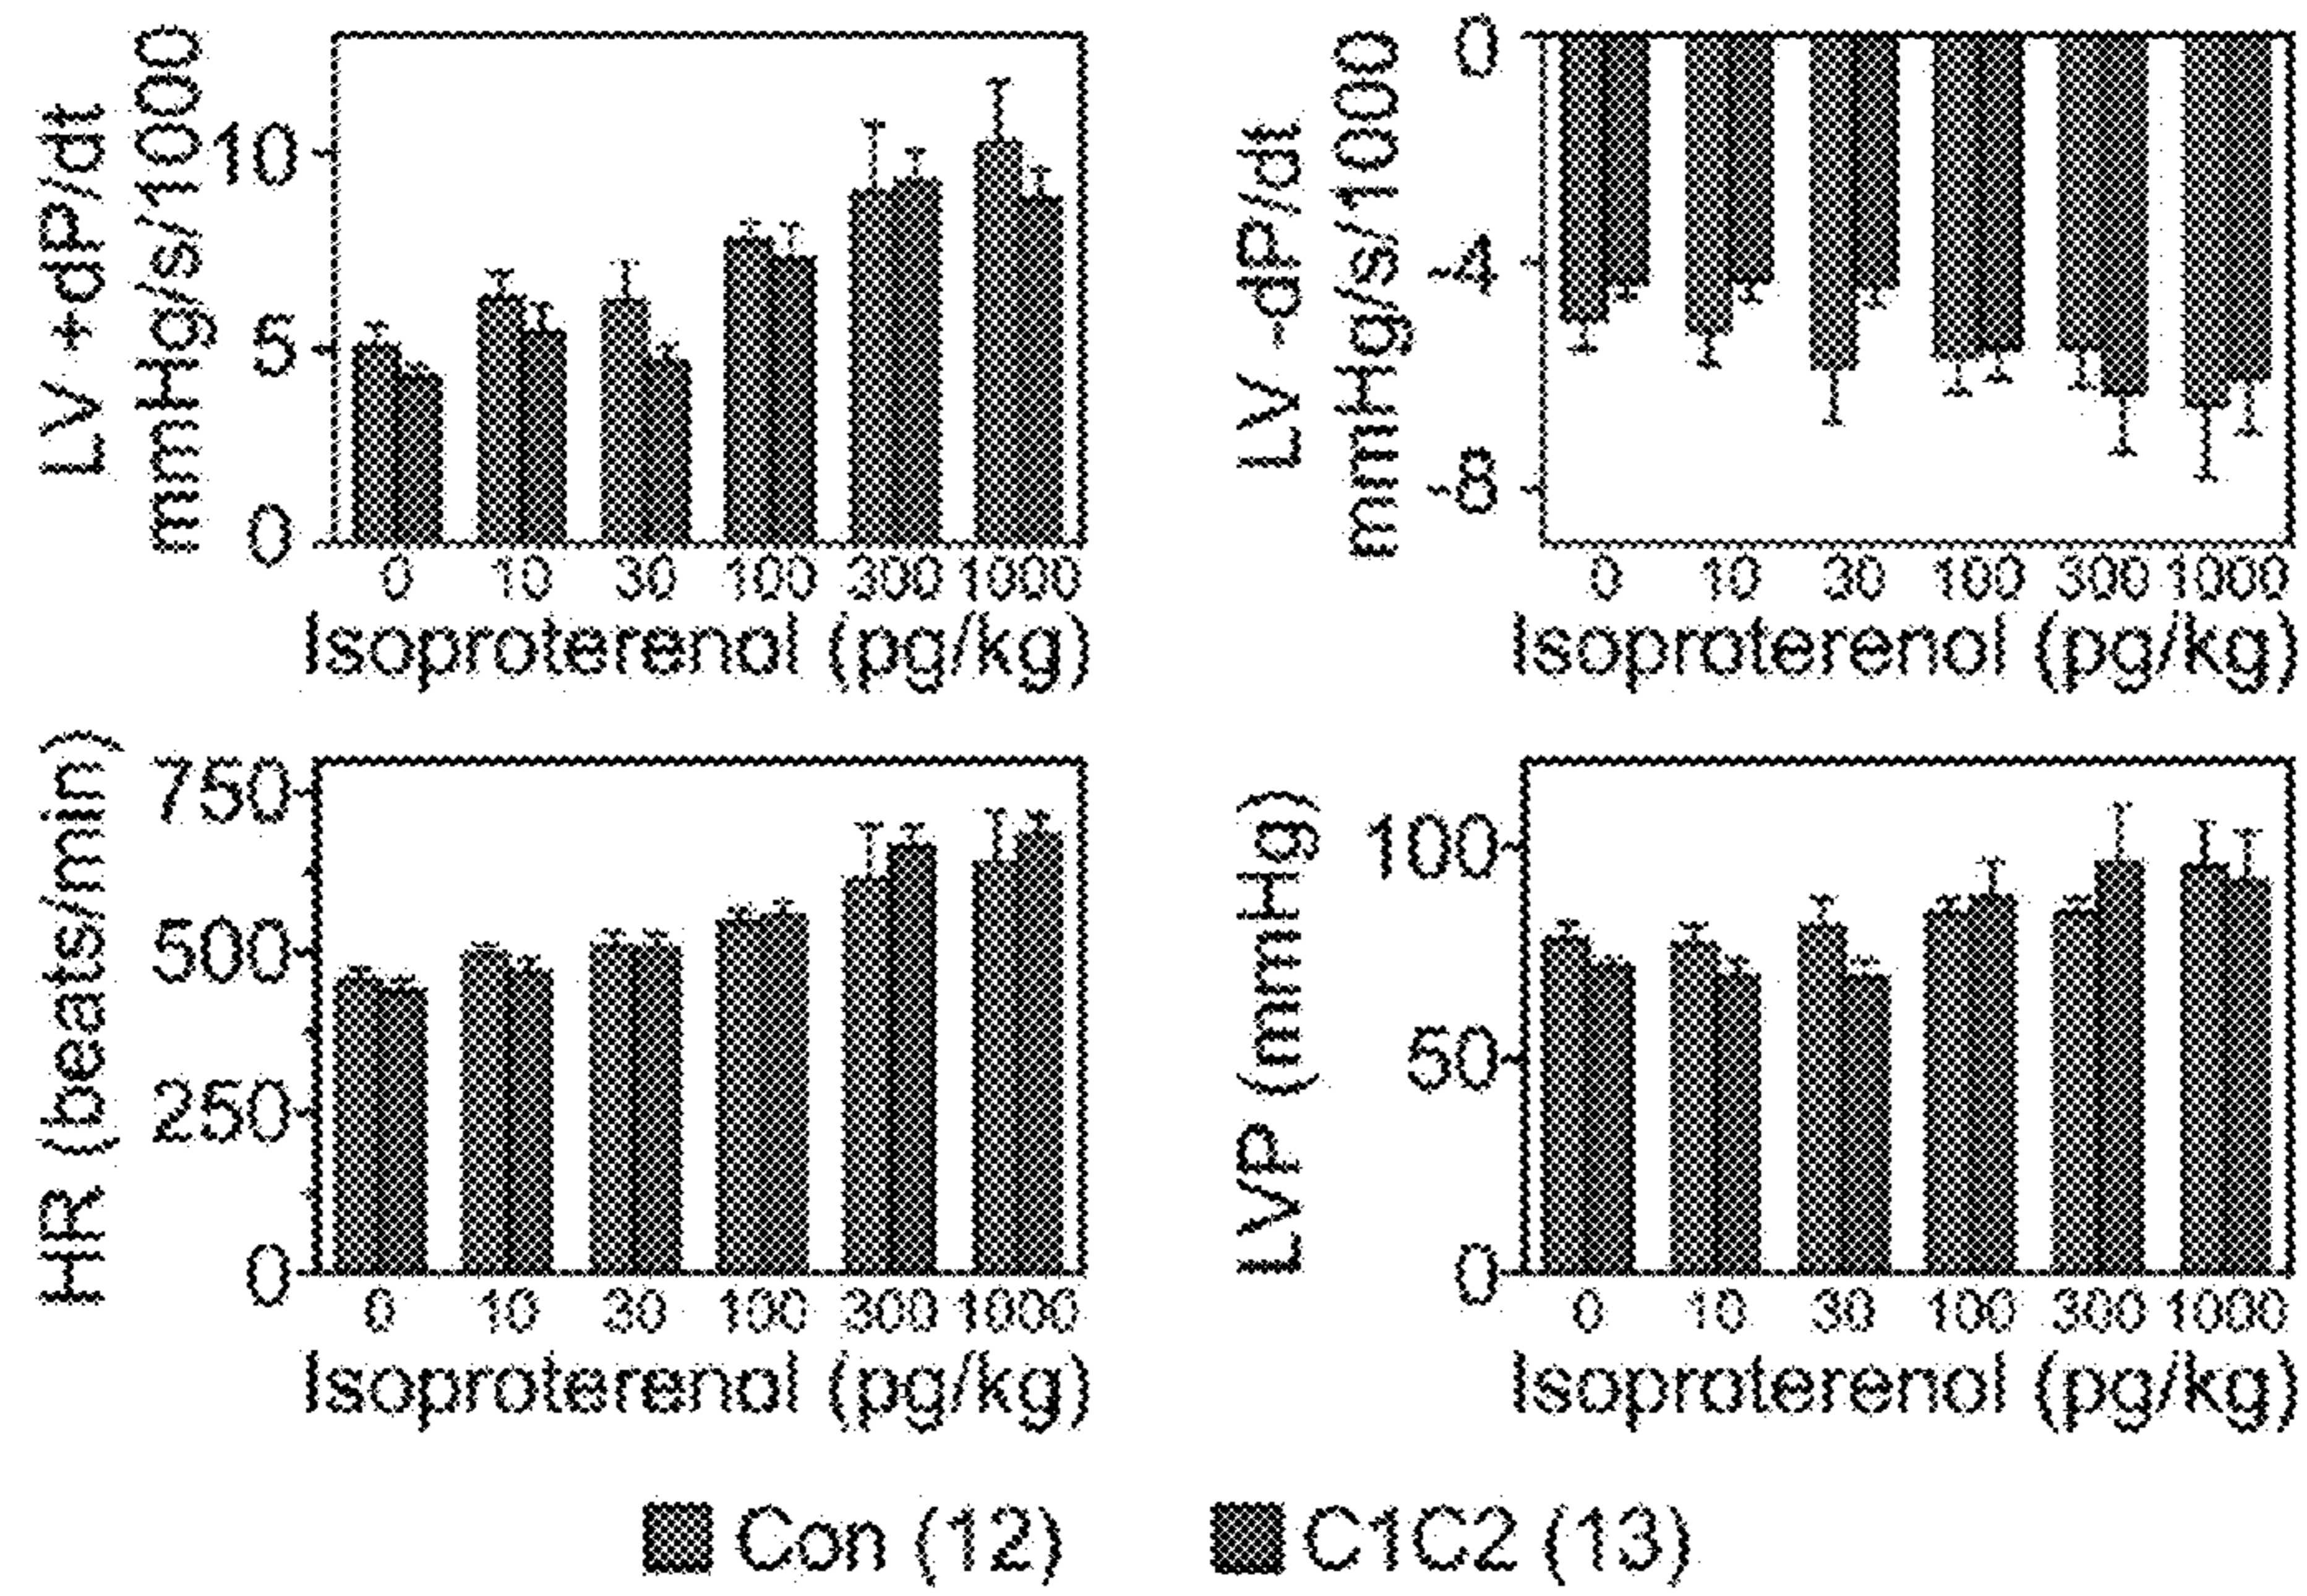 LV +dP/dt
mmHg/s/1000
10
5
0
0 10 30 100 300 1000
Isoproterenol (pg/kg)
LV -dP/dt
mmHg/s/1000
0
-4
-8
0 10 30 100 300 1000
Isoproterenol (pg/kg)
HR (beats/min)
750
500
250
0
0 10 30 100 300 1000
Isoproterenol (pg/kg)
LVP (mmHg)
100
50
0
0 10 30 100 300 1000
Isoproterenol (pg/kg)
Con (12) C1C2 (13)